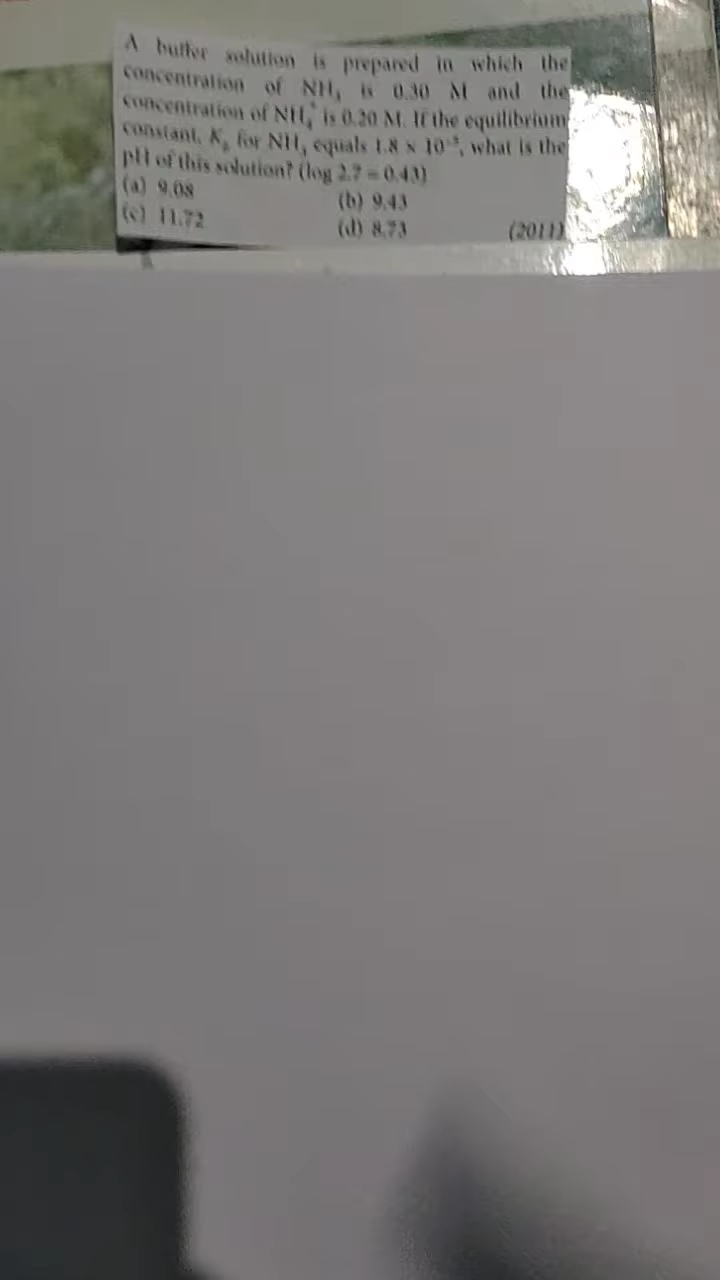 A buffer solution is prepared in which the
concentration of NH₃ is 0.30 M and the
concentration of NH₄⁺ is 0.20 M. If the equilibrium
constant, K_b for NH₃ equals 1.8 × 10⁻⁵, what is the
pH of this solution? (log 2.7 = 0.43)
(a) 9.08 (b) 9.43
(c) 11.72 (d) 8.73 (2011)